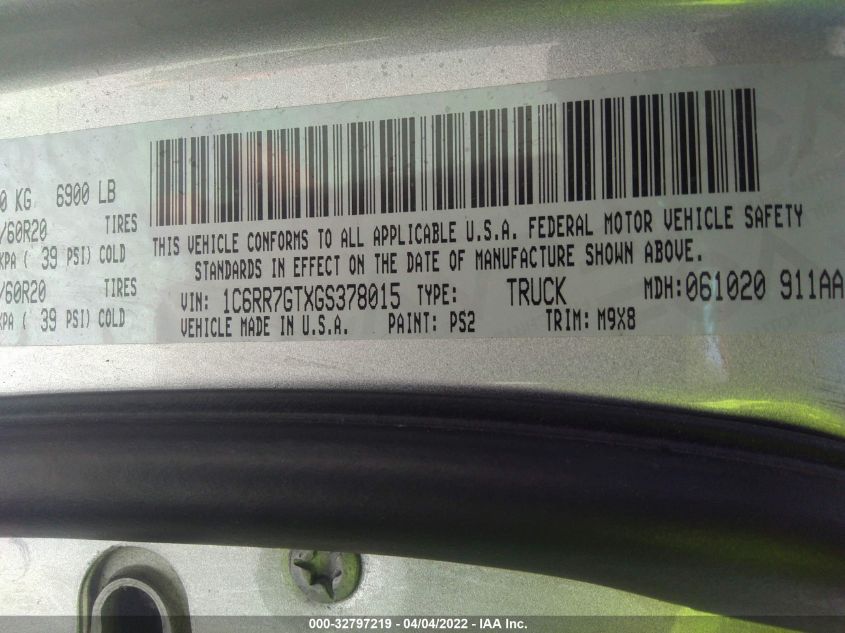 0 KG 6900 LB
/60R20 TIRES
KPA ( 39 PSI) COLD
/60R20 TIRES
KPA ( 39 PSI) COLD
THIS VEHICLE CONFORMS TO ALL APPLICABLE U.S.A. FEDERAL MOTOR VEHICLE SAFETY
STANDARDS IN EFFECT ON THE DATE OF MANUFACTURE SHOWN ABOVE.
VIN: 1C6RR7GTXGS378015 TYPE: TRUCK MDH:061020 911AA
VEHICLE MADE IN U.S.A. PAINT: PS2 TRIM: M9X8
000-32797219 - 04/04/2022 - IAA Inc.